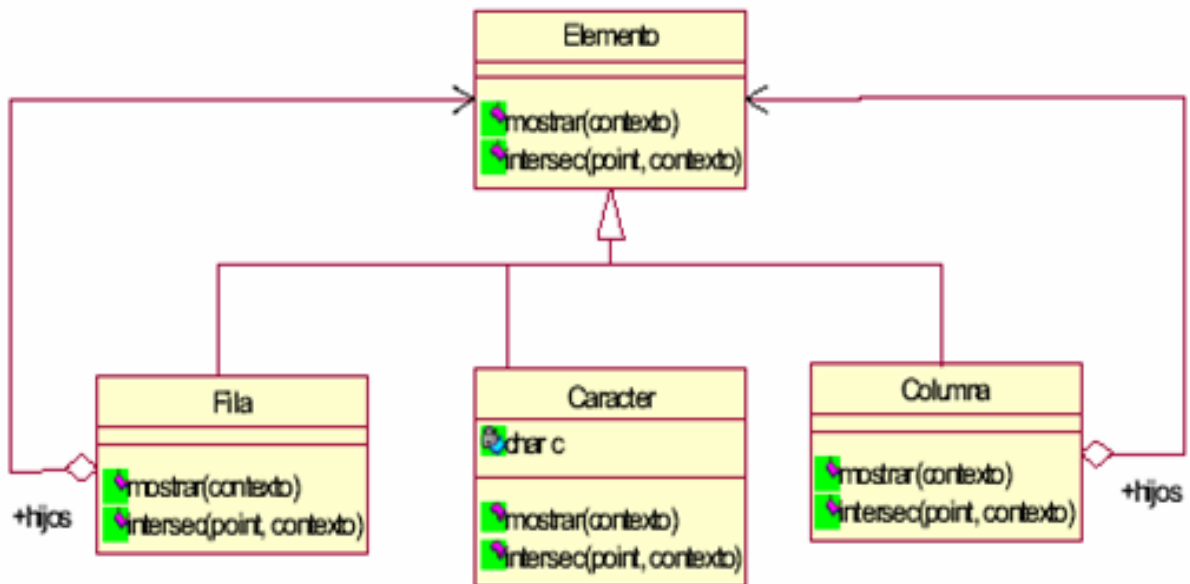 Elemento
mostrar(contexto)
intersec(point, contexto)
Fila
mostrar(contexto)
intersec(point, contexto)
+hijos
Caracter
char c
mostrar(contexto)
intersec(point, contexto)
Columna
mostrar(contexto)
intersec(point, contexto)
+hijos